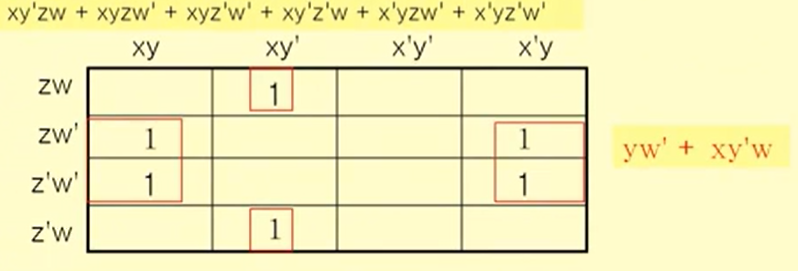 xy'zw + xyzw' + xyz'w' + xy'z'w + x'yzw' + x'yz'w'
xy xy' x'y' x'y
zw 1
zw' 1 1
z'w' 1 1
z'w 1
yw' + xy'w